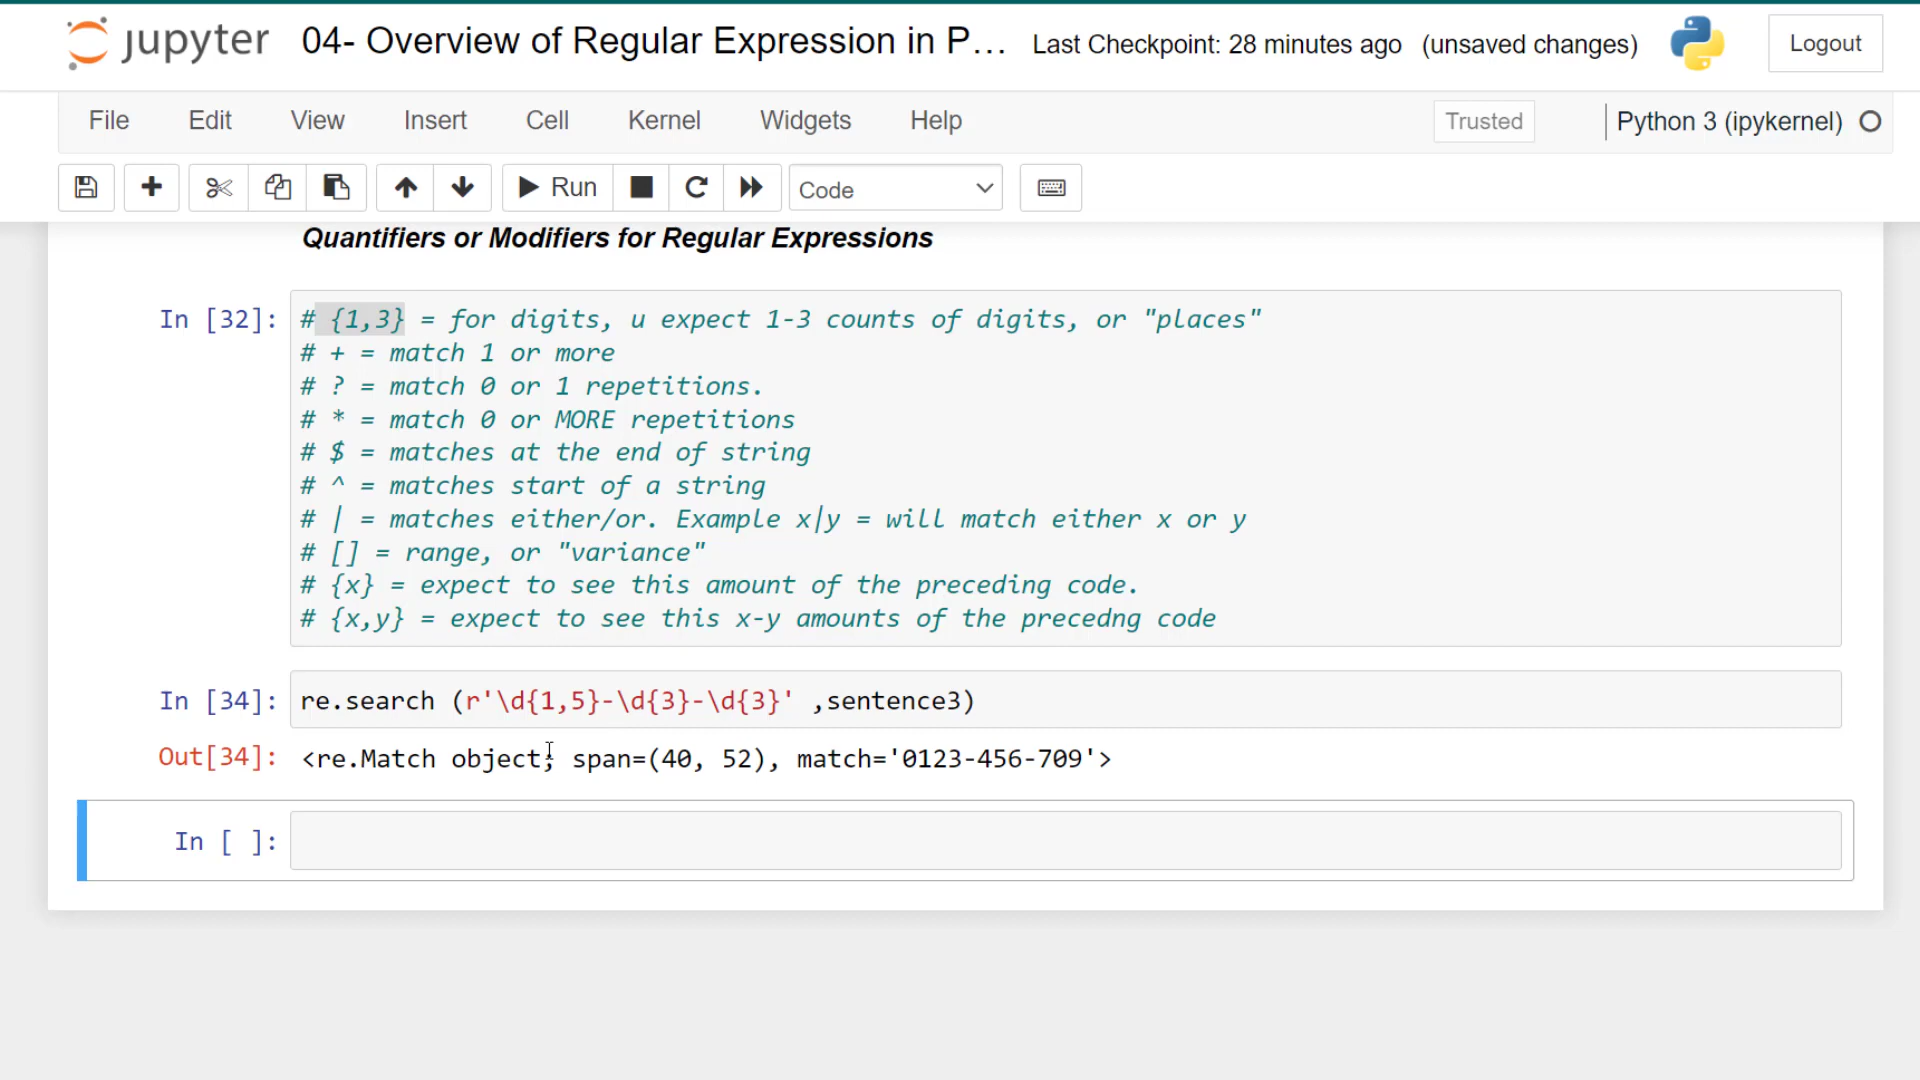 jupyter 04- Overview of Regular Expression in P... Last Checkpoint: 28 minutes ago (unsaved changes) Logout
File Edit View Insert Cell Kernel Widgets Help Trusted Python 3 (ipykernel)
Run Code
Quantifiers or Modifiers for Regular Expressions
In [32]: # {1,3} = for digits, u expect 1-3 counts of digits, or "places"
# + = match 1 or more
# ? = match 0 or 1 repetitions.
# * = match 0 or MORE repetitions
# $ = matches at the end of string
# ^ = matches start of a string
# | = matches either/or. Example x|y = will match either x or y
# [] = range, or "variance"
# {x} = expect to see this amount of the preceding code.
# {x,y} = expect to see this x-y amounts of the precedng code
In [34]: re.search (r'\d{1,5}-\d{3}-\d{3}' ,sentence3)
Out[34]: <re.Match object; span=(40, 52), match='0123-456-709'>
In [ ]: